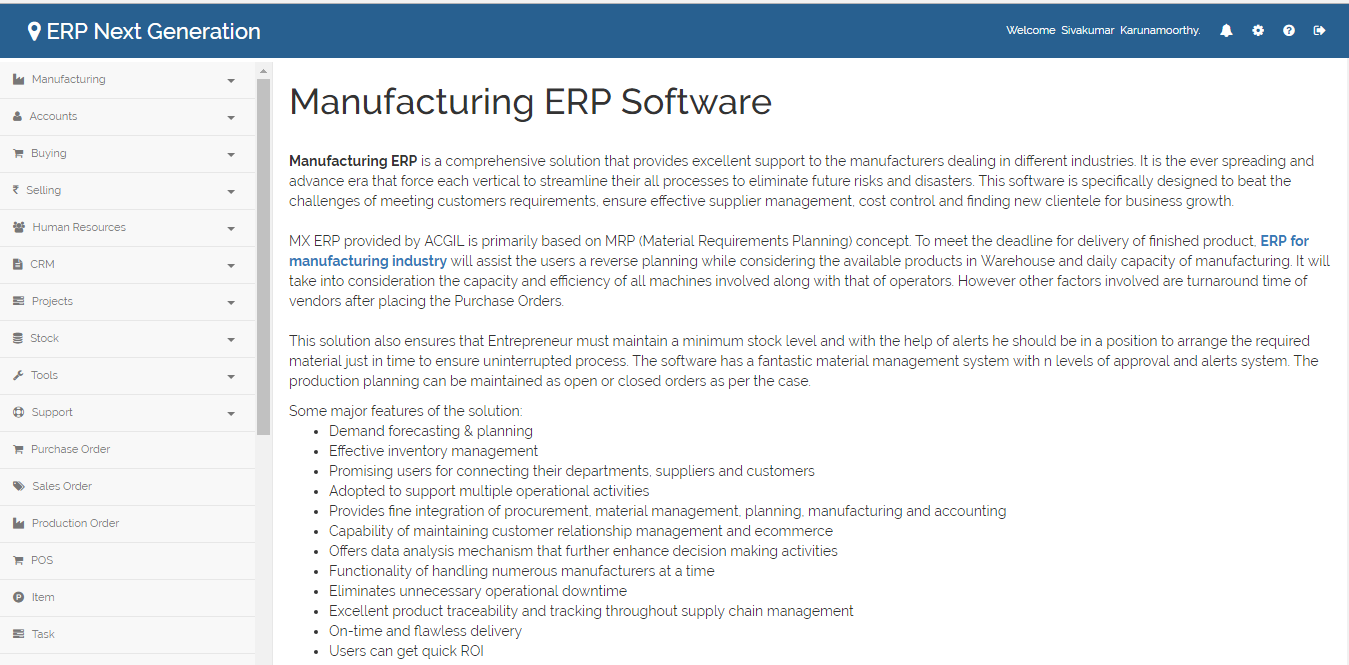 ERP Next Generation
Welcome Sivakumar Karunamoorthy.
Manufacturing
Accounts
Buying
Selling
Human Resources
CRM
Projects
Stock
Tools
Support
Purchase Order
Sales Order
Production Order
POS
Item
Task
Manufacturing ERP Software
Manufacturing ERP is a comprehensive solution that provides excellent support to the manufacturers dealing in different industries. It is the ever spreading and
advance era that force each vertical to streamline their all processes to eliminate future risks and disasters. This software is specifically designed to beat the
challenges of meeting customers requirements, ensure effective supplier management, cost control and finding new clientele for business growth.
MX ERP provided by ACGIL is primarily based on MRP (Material Requirements Planning) concept. To meet the deadline for delivery of finished product, ERP for
manufacturing industry will assist the users a reverse planning while considering the available products in Warehouse and daily capacity of manufacturing. It will
take into consideration the capacity and efficiency of all machines involved along with that of operators. However other factors involved are turnaround time of
vendors after placing the Purchase Orders.
This solution also ensures that Entrepreneur must maintain a minimum stock level and with the help of alerts he should be in a position to arrange the required
material just in time to ensure uninterrupted process. The software has a fantastic material management system with n levels of approval and alerts system. The
production planning can be maintained as open or closed orders as per the case.
Some major features of the solution:
• Demand forecasting & planning
• Effective inventory management
• Promising users for connecting their departments, suppliers and customers
• Adopted to support multiple operational activities
• Provides fine integration of procurement, material management, planning, manufacturing and accounting
• Capability of maintaining customer relationship management and ecommerce
• Offers data analysis mechanism that further enhance decision making activities
• Functionality of handling numerous manufacturers at a time
• Eliminates unnecessary operational downtime
• Excellent product traceability and tracking throughout supply chain management
• On-time and flawless delivery
• Users can get quick ROI